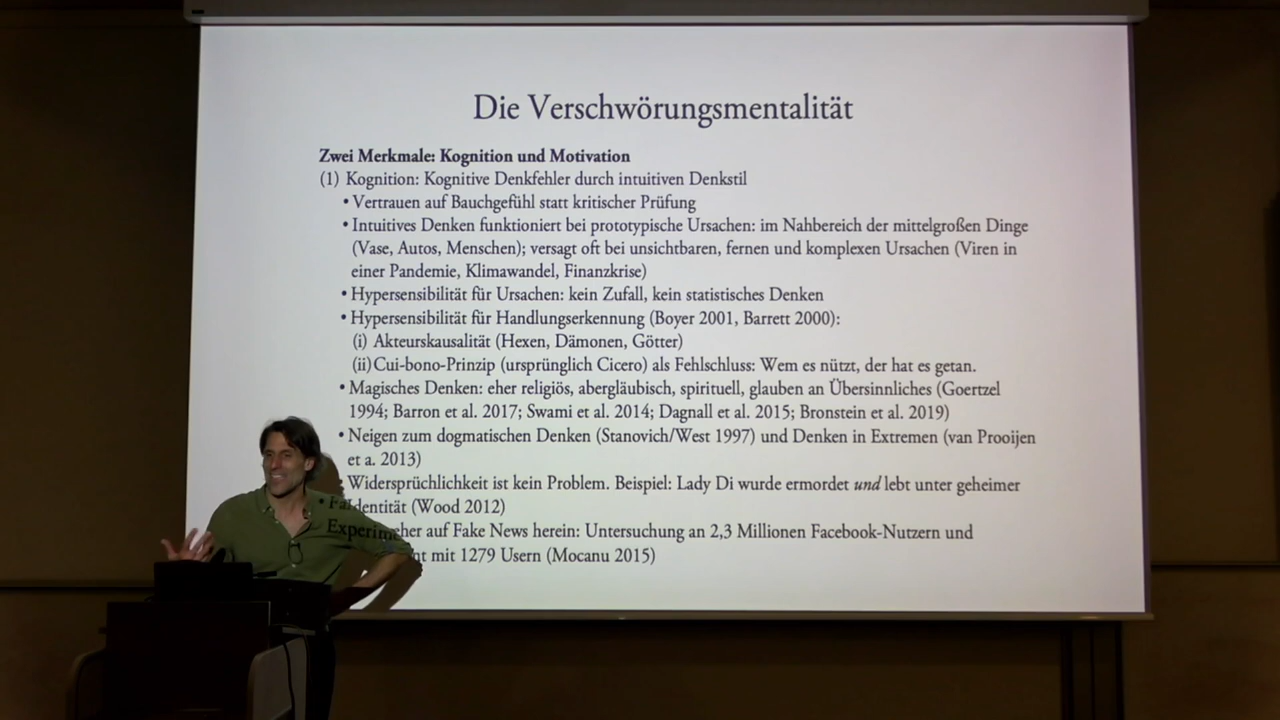 Die Verschwörungsmentalität
Zwei Merkmale: Kognition und Motivation
(1) Kognition: Kognitive Denkfehler durch intuitiven Denkstil
• Vertrauen auf Bauchgefühl statt kritischer Prüfung
• Intuitives Denken funktioniert bei prototypische Ursachen: im Nahbereich der mittelgroßen Dinge
(Vase, Autos, Menschen); versagt oft bei unsichtbaren, fernen und komplexen Ursachen (Viren in
einer Pandemie, Klimawandel, Finanzkrise)
• Hypersensibilität für Ursachen: kein Zufall, kein statistisches Denken
• Hypersensibilität für Handlungserkennung (Boyer 2001, Barrett 2000):
(i) Akteurskausalität (Hexen, Dämonen, Götter)
(ii) Cui-bono-Prinzip (ursprünglich Cicero) als Fehlschluss: Wem es nützt, der hat es getan.
• Magisches Denken: eher religiös, abergläubisch, spirituell, glauben an Übersinnliches (Goertzel
1994; Barron et al. 2017; Swami et al. 2014; Dagnall et al. 2015; Bronstein et al. 2019)
• Neigen zum dogmatischen Denken (Stanovich/West 1997) und Denken in Extremen (van Prooijen
et a. 2013)
• Widersprüchlichkeit ist kein Problem. Beispiel: Lady Di wurde ermordet und lebt unter geheimer
Identität (Wood 2012)
• eher auf Fake News herein: Untersuchung an 2,3 Millionen Facebook-Nutzern und
mit 1279 Usern (Mocanu 2015)